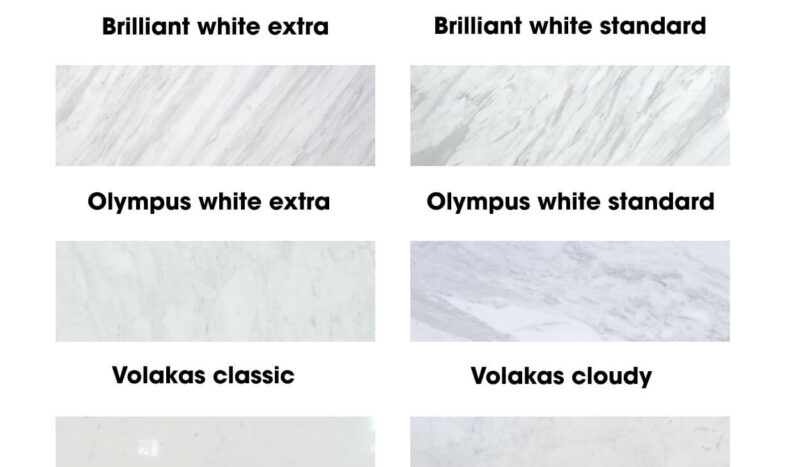 Brilliant white extra
Brilliant white standard
Olympus white extra
Olympus white standard
Volakas classic
Volakas cloudy